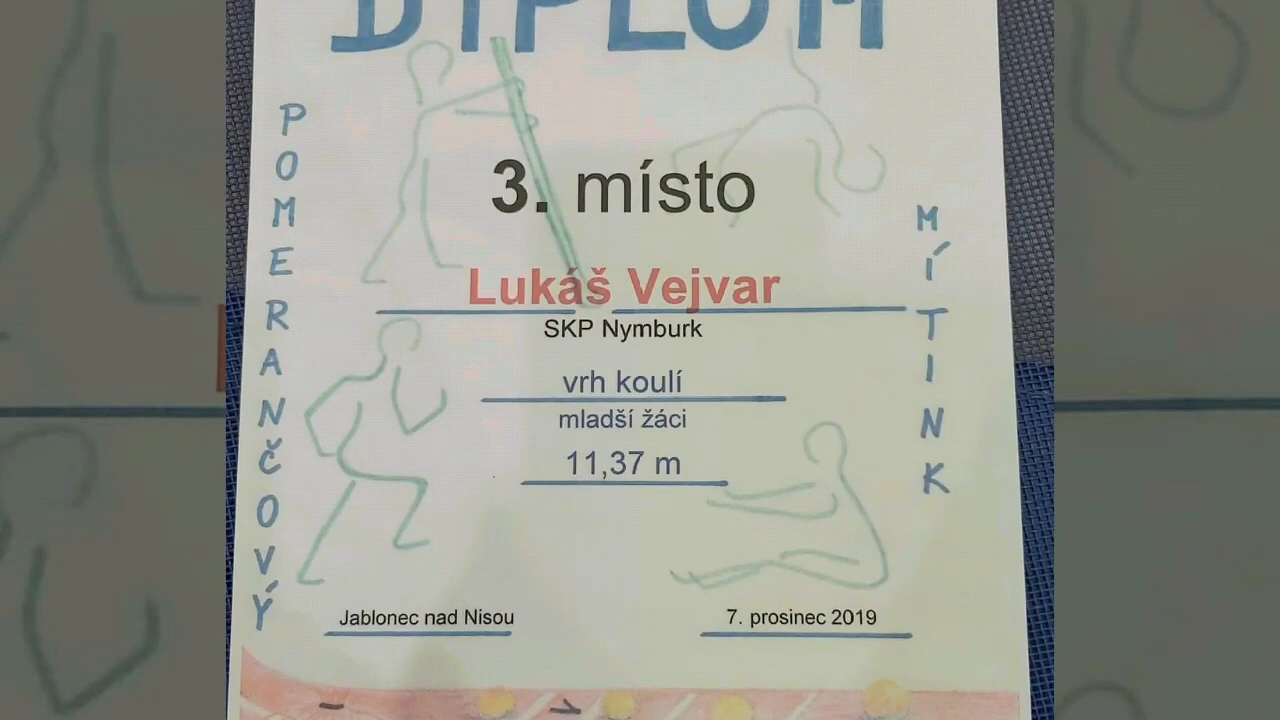 DIPLOM
POMERANČOVÝ
MÍTINK
3. místo
Lukáš Vejvar
SKP Nymburk
vrh koulí
mladší žáci
11,37 m
Jablonec nad Nisou
7. prosinec 2019